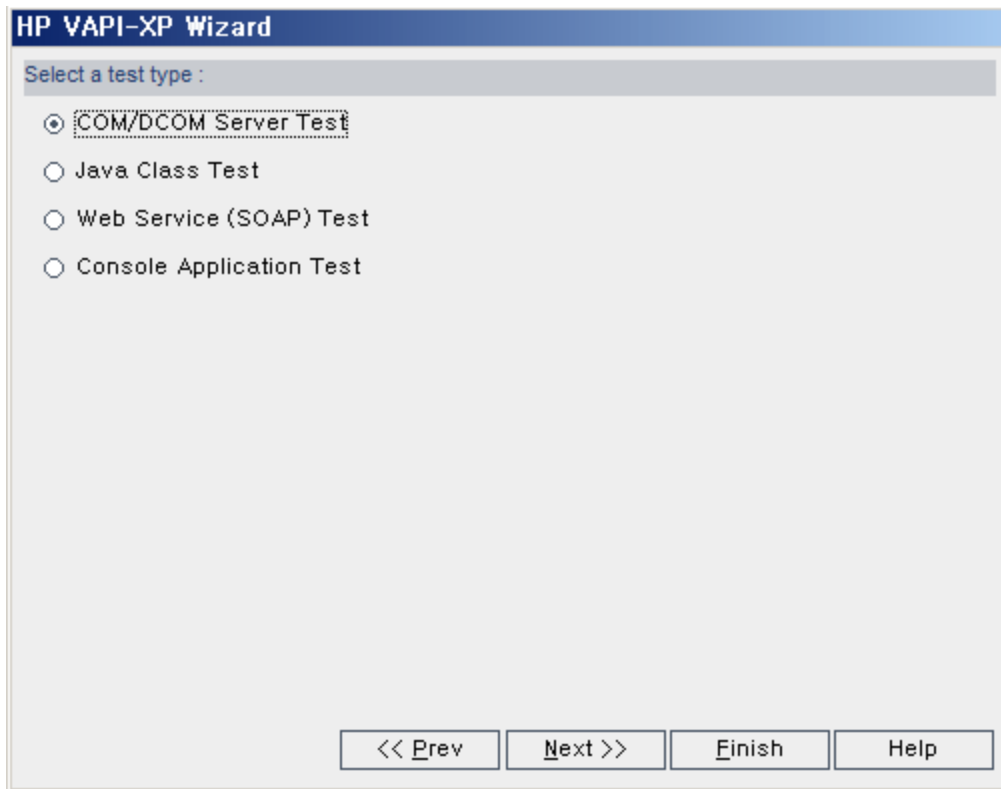 HP VAPI-XP Wizard
Select a test type :
COM/DCOM Server Test
Java Class Test
Web Service (SOAP) Test
Console Application Test
<< Prev Next >> Finish Help